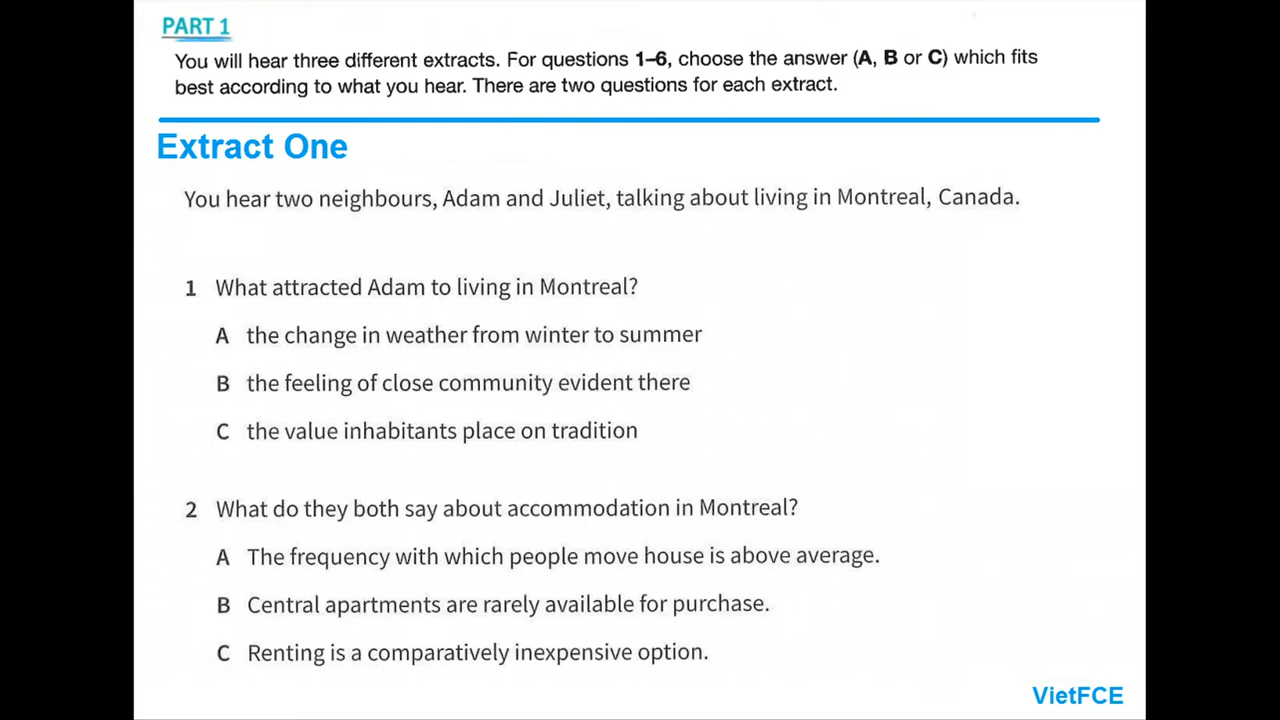 PART 1
You will hear three different extracts. For questions 1–6, choose the answer (A, B or C) which fits
best according to what you hear. There are two questions for each extract.
Extract One
You hear two neighbours, Adam and Juliet, talking about living in Montreal, Canada.
1 What attracted Adam to living in Montreal?
A the change in weather from winter to summer
B the feeling of close community evident there
C the value inhabitants place on tradition
2 What do they both say about accommodation in Montreal?
A The frequency with which people move house is above average.
B Central apartments are rarely available for purchase.
C Renting is a comparatively inexpensive option.
VietFCE